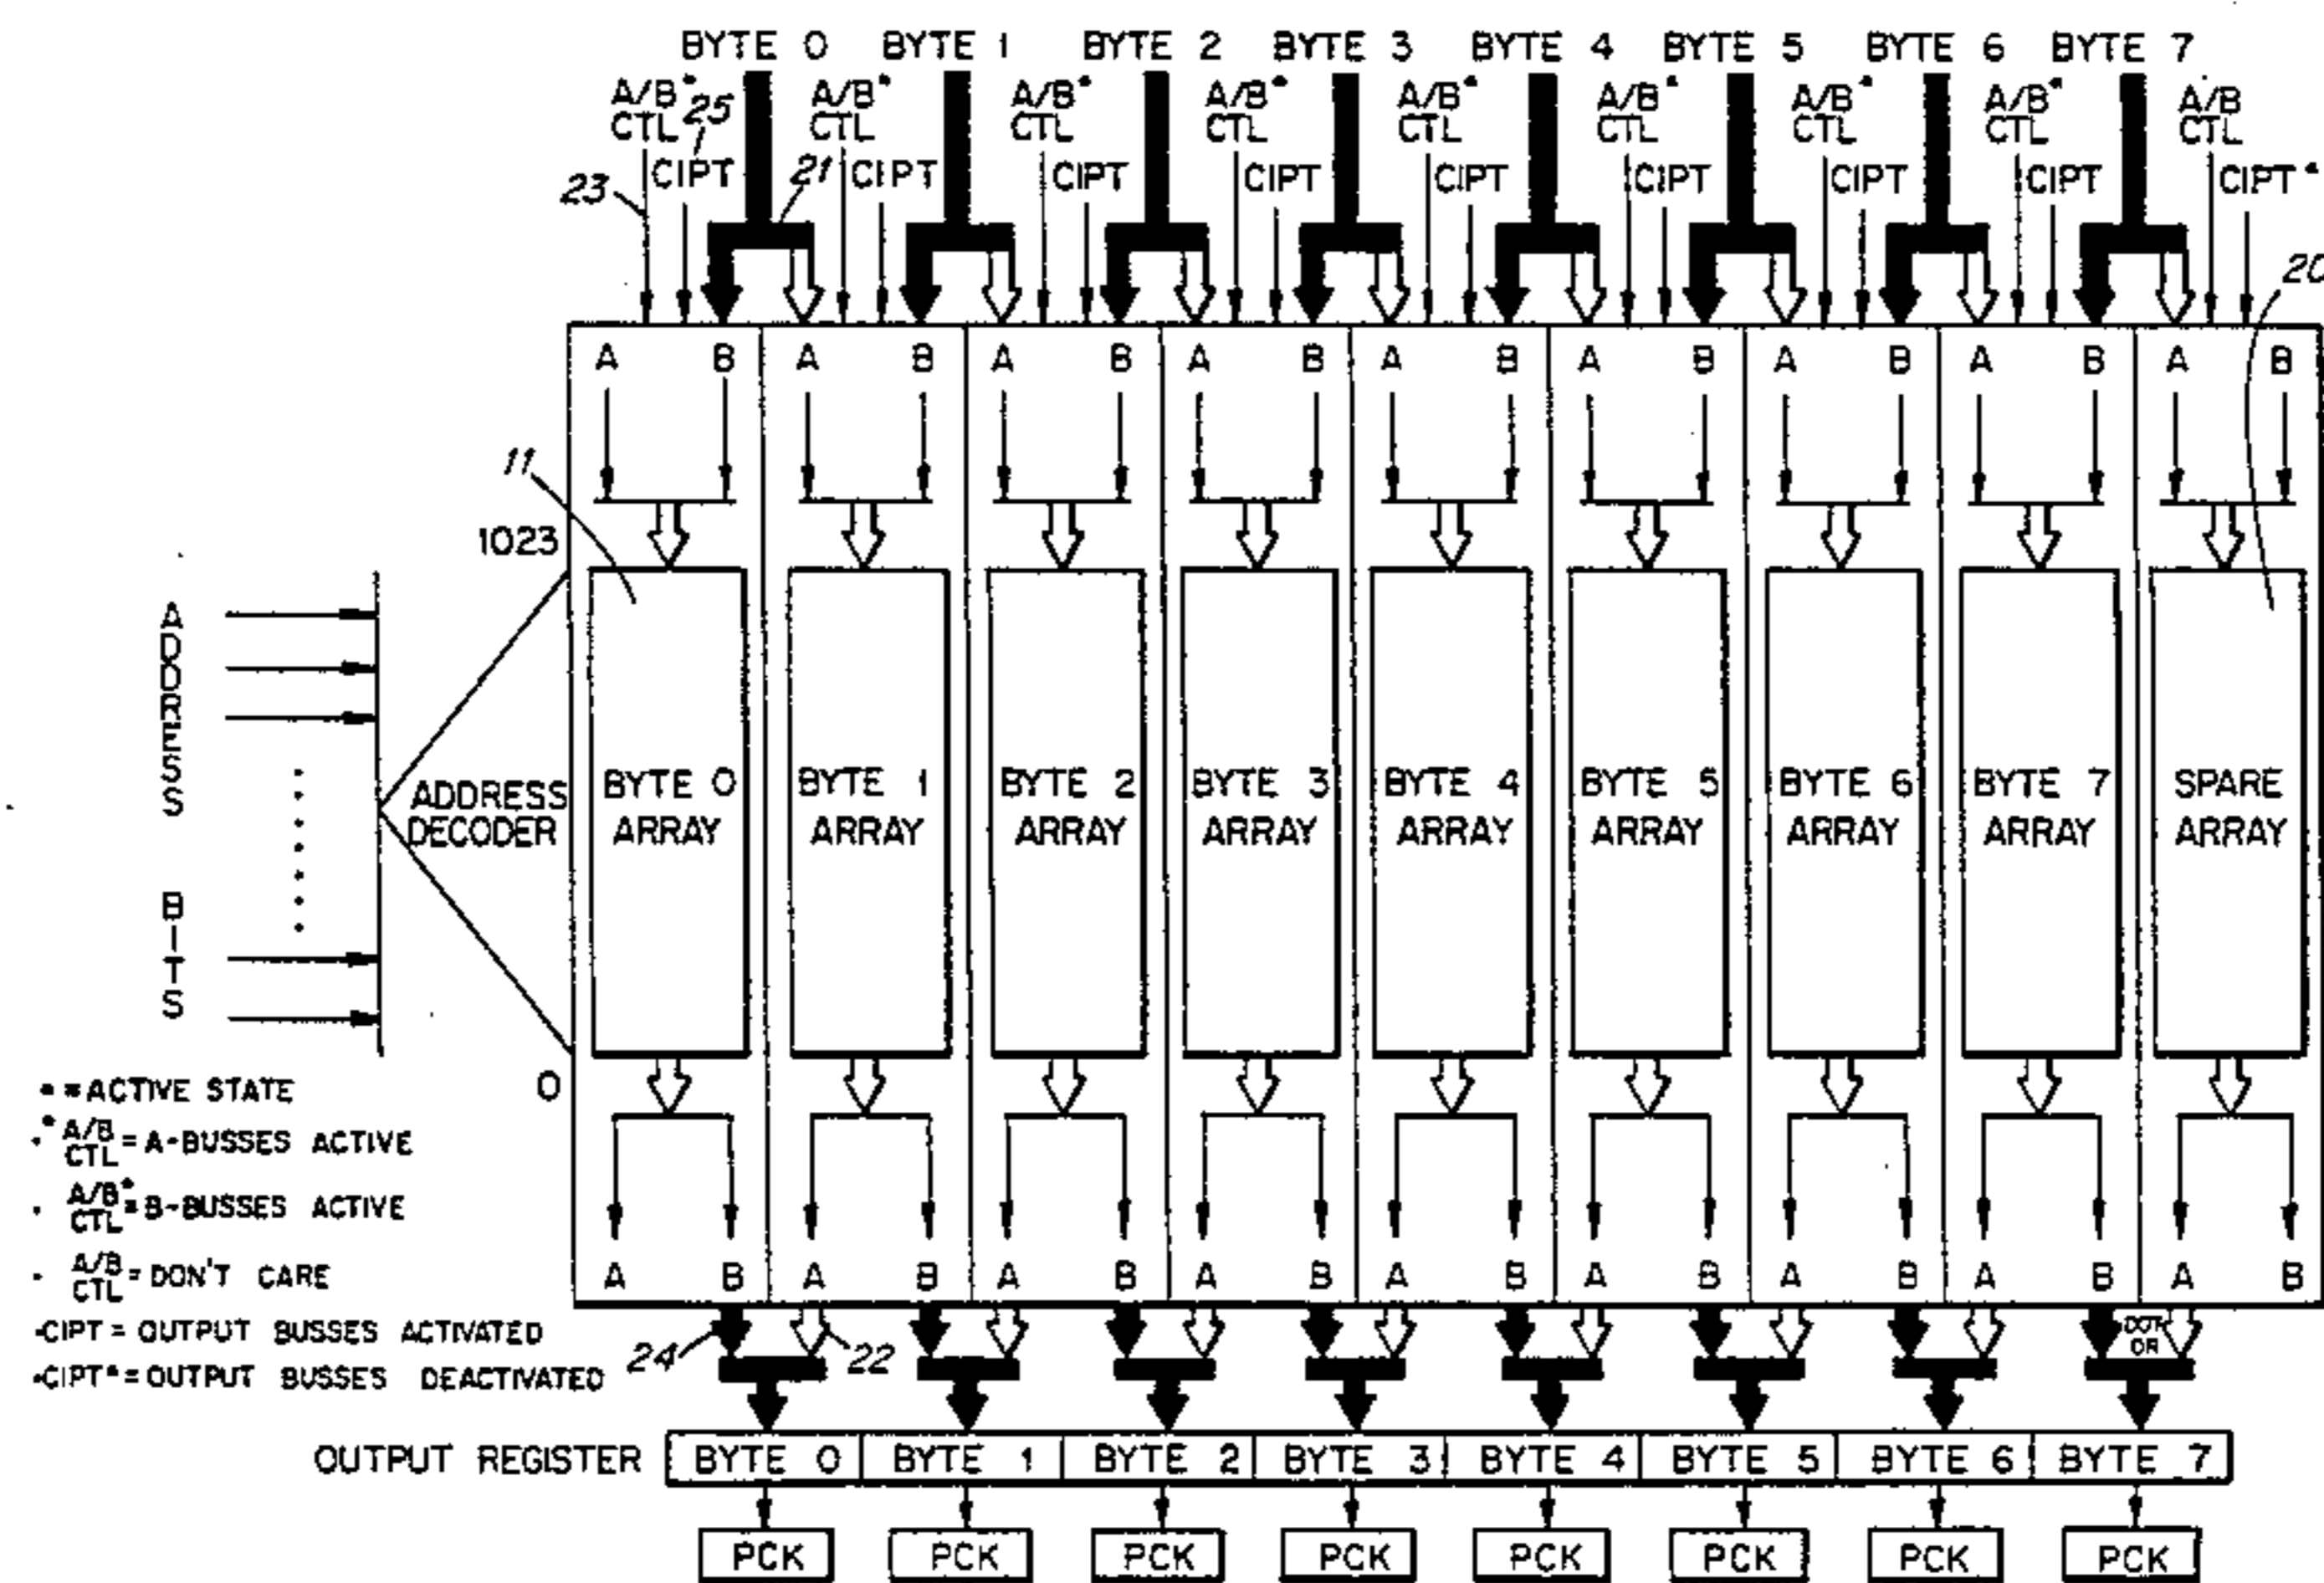 BYTE 0 BYTE 1 BYTE 2 BYTE 3 BYTE 4 BYTE 5 BYTE 6 BYTE 7
A/B* A/B* A/B* A/B* A/B* A/B* A/B* A/B* A/B
CTL 25 CTL CTL CTL CTL CTL CTL CTL CTL
23 CIPT 21 CIPT CIPT CIPT CIPT CIPT CIPT CIPT CIPT*
20
A B A B A B A B A B A B A B A B A B
11
1023
ADDRESS BITS
ADDRESS DECODER
BYTE 0 ARRAY
BYTE 1 ARRAY
BYTE 2 ARRAY
BYTE 3 ARRAY
BYTE 4 ARRAY
BYTE 5 ARRAY
BYTE 6 ARRAY
BYTE 7 ARRAY
SPARE ARRAY
0
* = ACTIVE STATE
*A/B CTL = A-BUSSES ACTIVE
A/B* CTL = B-BUSSES ACTIVE
A/B CTL = DON'T CARE
-CIPT = OUTPUT BUSSES ACTIVATED
-CIPT* = OUTPUT BUSSES DEACTIVATED
A B A B A B A B A B A B A B A B A B
24 22 DOT OR
OUTPUT REGISTER BYTE 0 BYTE 1 BYTE 2 BYTE 3 BYTE 4 BYTE 5 BYTE 6 BYTE 7
PCK PCK PCK PCK PCK PCK PCK PCK